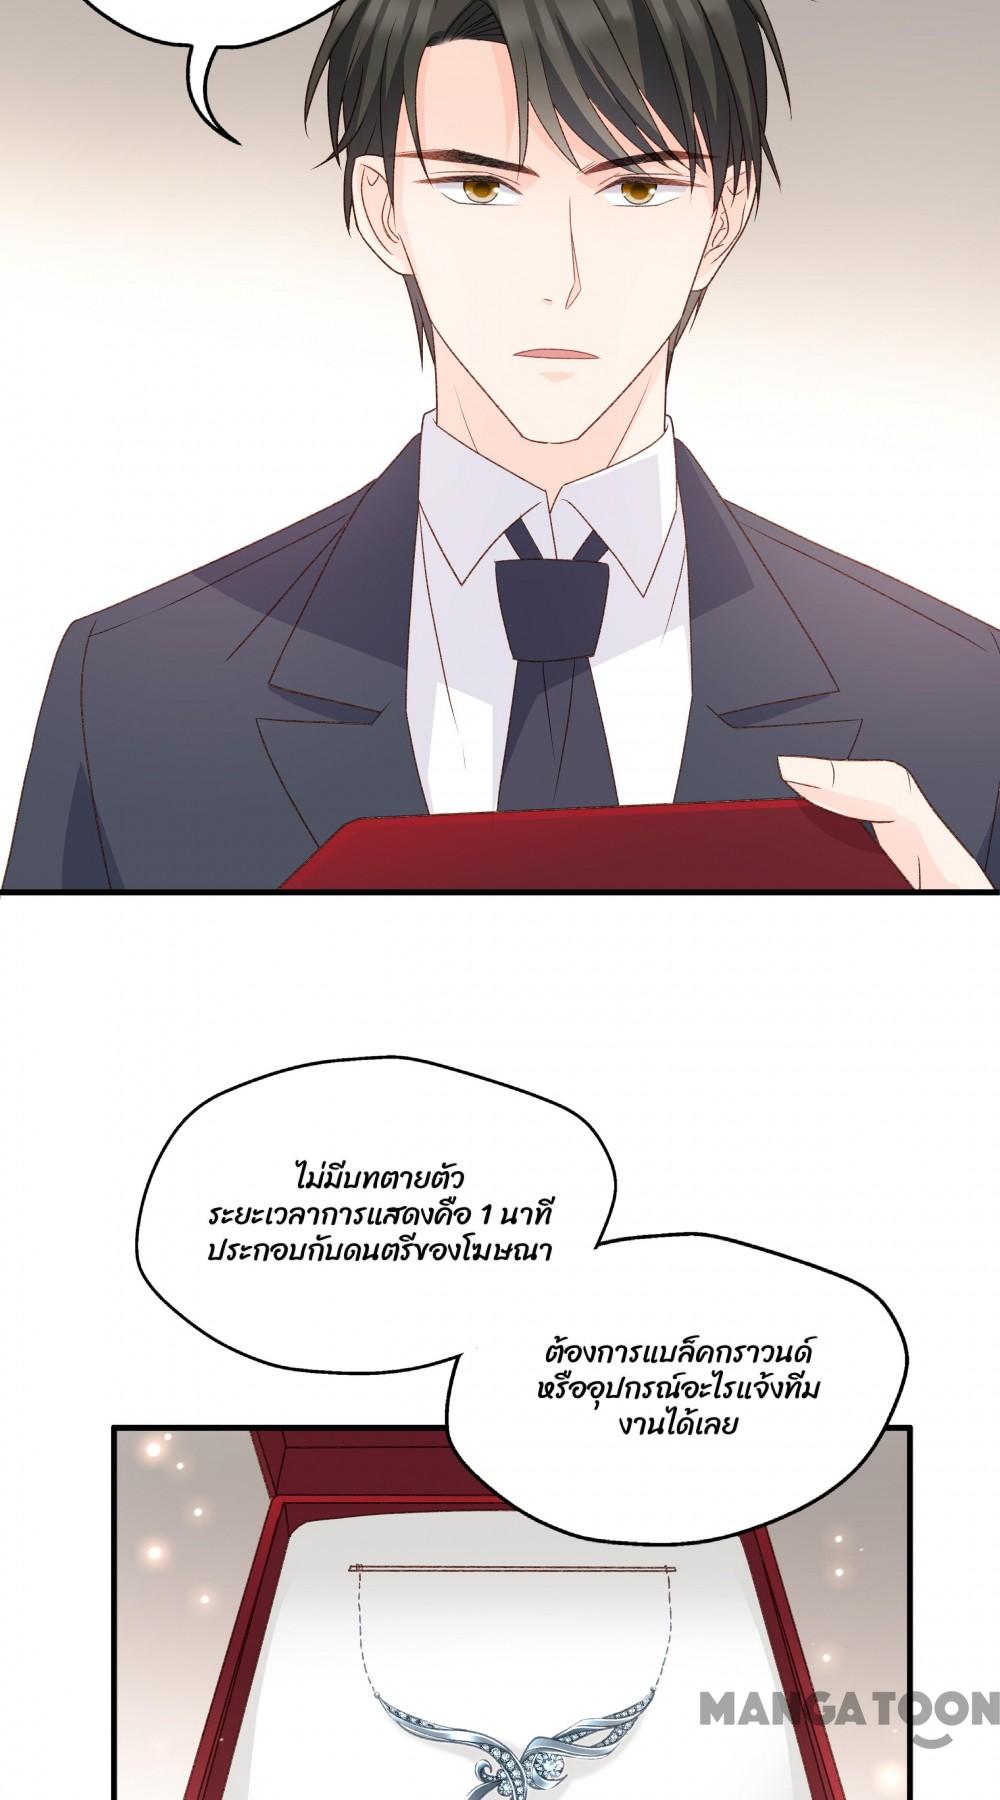 ไม่มีบทตายตัว
ระยะเวลาการแสดงคือ 1 นาที
ประกอบกับดนตรีของโฆษณา
ต้องการแบล็คกราวนด์
หรืออุปกรณ์อะไรแจ้งทีม
งานได้เลย
MANGATOON